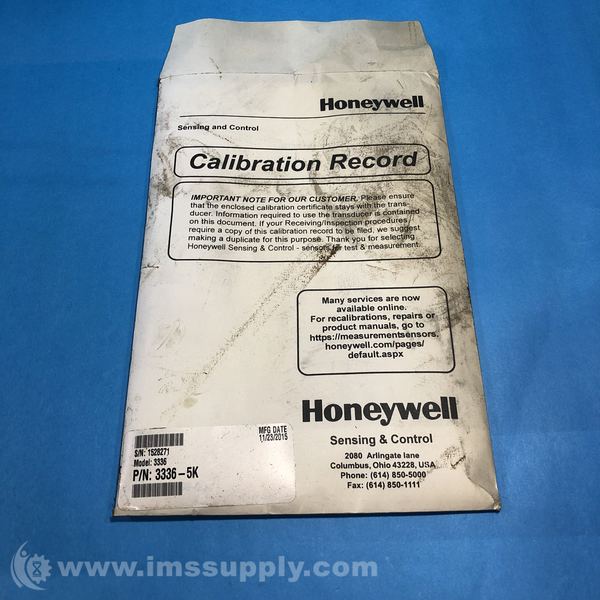 Honeywell
Sensing and Control
Calibration Record
IMPORTANT NOTE FOR OUR CUSTOMER, Please ensure
that the enclosed calibration certificate stays with the trans-
ducer. Information required to use the transducer is contained
on this document. If your Receiving/Inspection procedures
require a copy of this calibration record to be filed, we suggest
making a duplicate for this purpose. Thank you for selecting
Honeywell Sensing & Control - sensors for test & measurement.
Many services are now
available online.
For recalibrations, repairs or
product manuals, go to
https://measurementsensors.
honeywell.com/pages/
default.aspx
Honeywell
Sensing & Control
2080 Arlingate lane
Columbus, Ohio 43228, USA
Phone: (614) 850-5000
Fax: (614) 850-1111
MFG DATE
11/23/2015
S/N: 1528271
Model: 3336
P/N: 3336-5K
www.imssupply.com